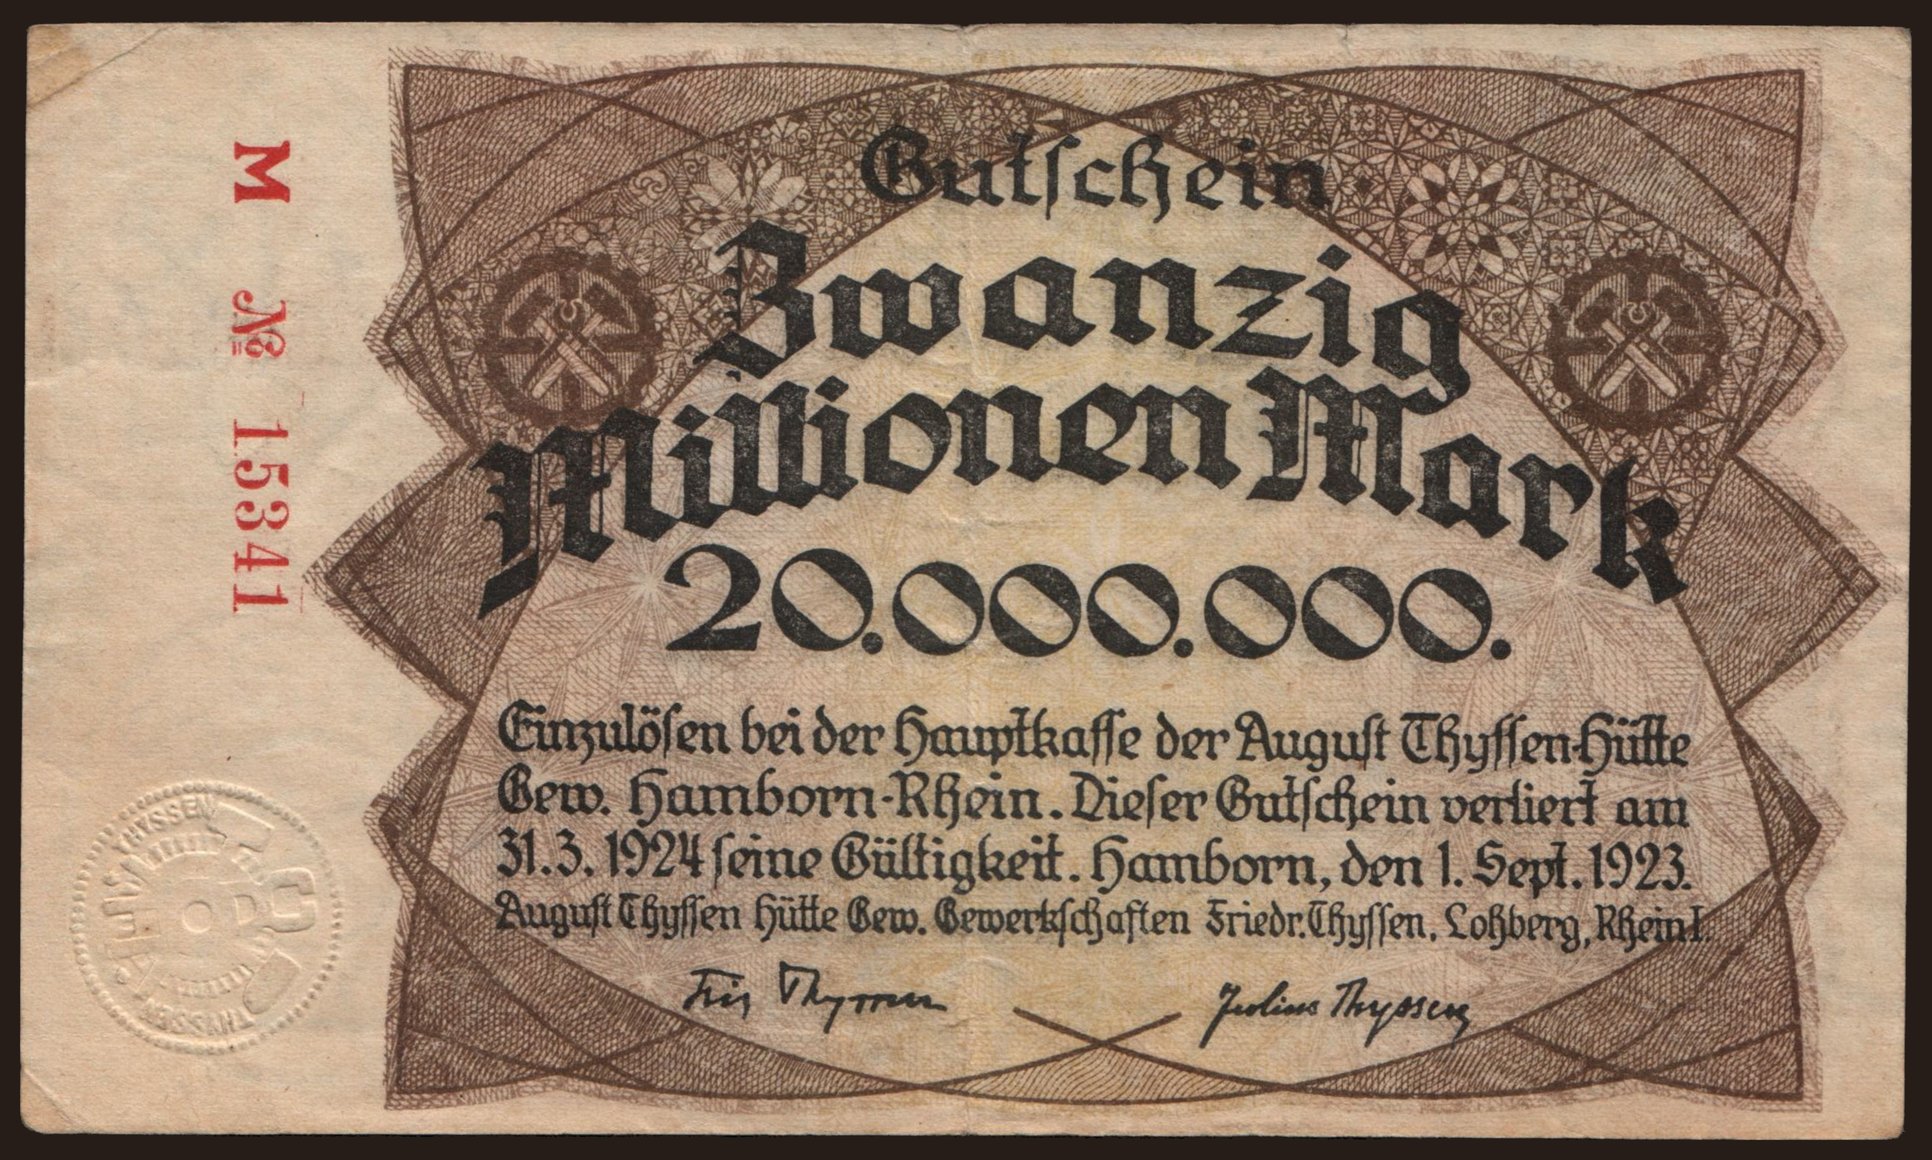 M № 15341
Gutschein
Zwanzig
Millionen Mark
20.000.000.
Einzulösen bei der Hauptkasse der August Thyssen-Hütte
Gew. Hamborn-Rhein. Dieser Gutschein verliert am
31.3. 1924 seine Gültigkeit. Hamborn, den 1. Sept. 1923.
August Thyssen Hütte Gew. Gewerkschaften Friedr. Thyssen. Lohberg, Rhein I.
Fritz Thyssen
Julius Thyssen
THYSSEN
THYSSEN